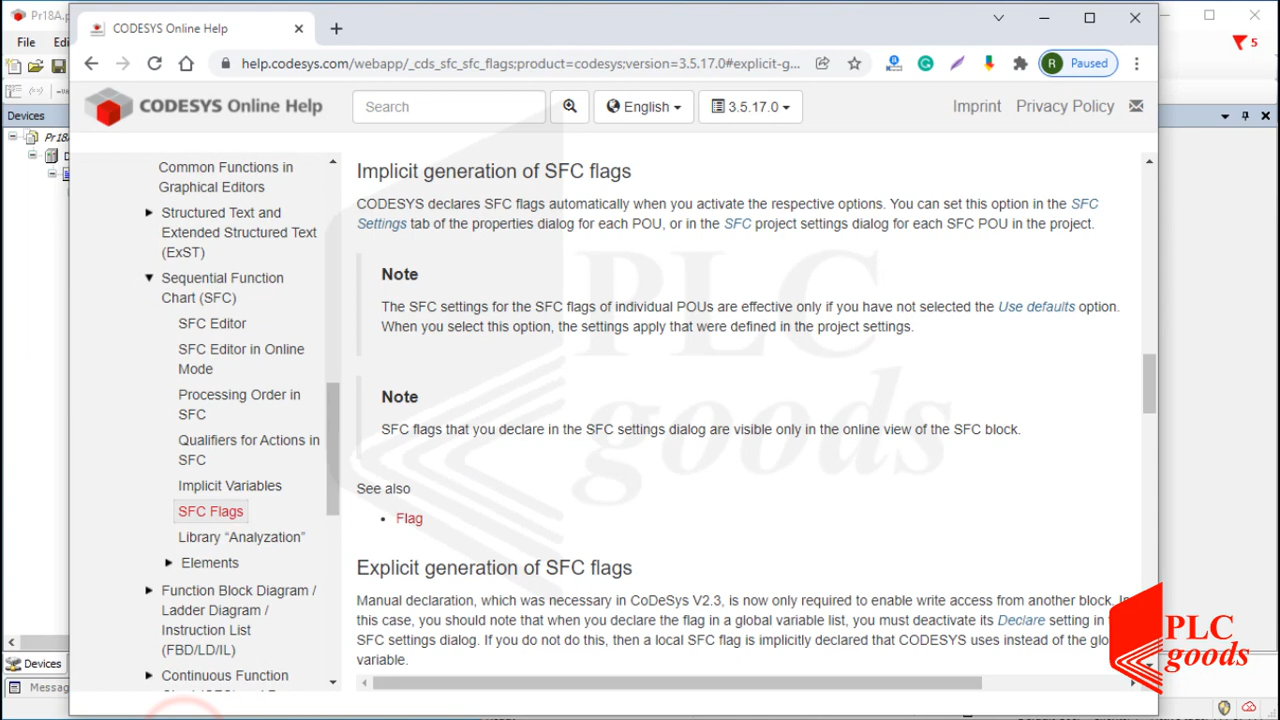 Pr18A.p
CODESYS Online Help
File
Edi
5
help.codesys.com/webapp/_cds_sfc_sfc_flags;product=codesys;version=3.5.17.0#explicit-g...
R Paused
CODESYS Online Help
Search
English
3.5.17.0
Imprint
Privacy Policy
Devices
Pr18
D
Common Functions in
Graphical Editors
Structured Text and
Extended Structured Text
(ExST)
Sequential Function
Chart (SFC)
SFC Editor
SFC Editor in Online
Mode
Processing Order in
SFC
Qualifiers for Actions in
SFC
Implicit Variables
SFC Flags
Library “Analyzation”
Elements
Function Block Diagram /
Ladder Diagram /
Instruction List
(FBD/LD/IL)
Continuous Function
Implicit generation of SFC flags
CODESYS declares SFC flags automatically when you activate the respective options. You can set this option in the SFC
Settings tab of the properties dialog for each POU, or in the SFC project settings dialog for each SFC POU in the project.
Note
The SFC settings for the SFC flags of individual POUs are effective only if you have not selected the Use defaults option.
When you select this option, the settings apply that were defined in the project settings.
Note
SFC flags that you declare in the SFC settings dialog are visible only in the online view of the SFC block.
See also
• Flag
Explicit generation of SFC flags
Manual declaration, which was necessary in CoDeSys V2.3, is now only required to enable write access from another block. In
this case, you should note that when you declare the flag in a global variable list, you must deactivate its Declare setting in
SFC settings dialog. If you do not do this, then a local SFC flag is implicitly declared that CODESYS uses instead of the glo
variable.
Devices
Messag
PLC
goods
PLC
goods